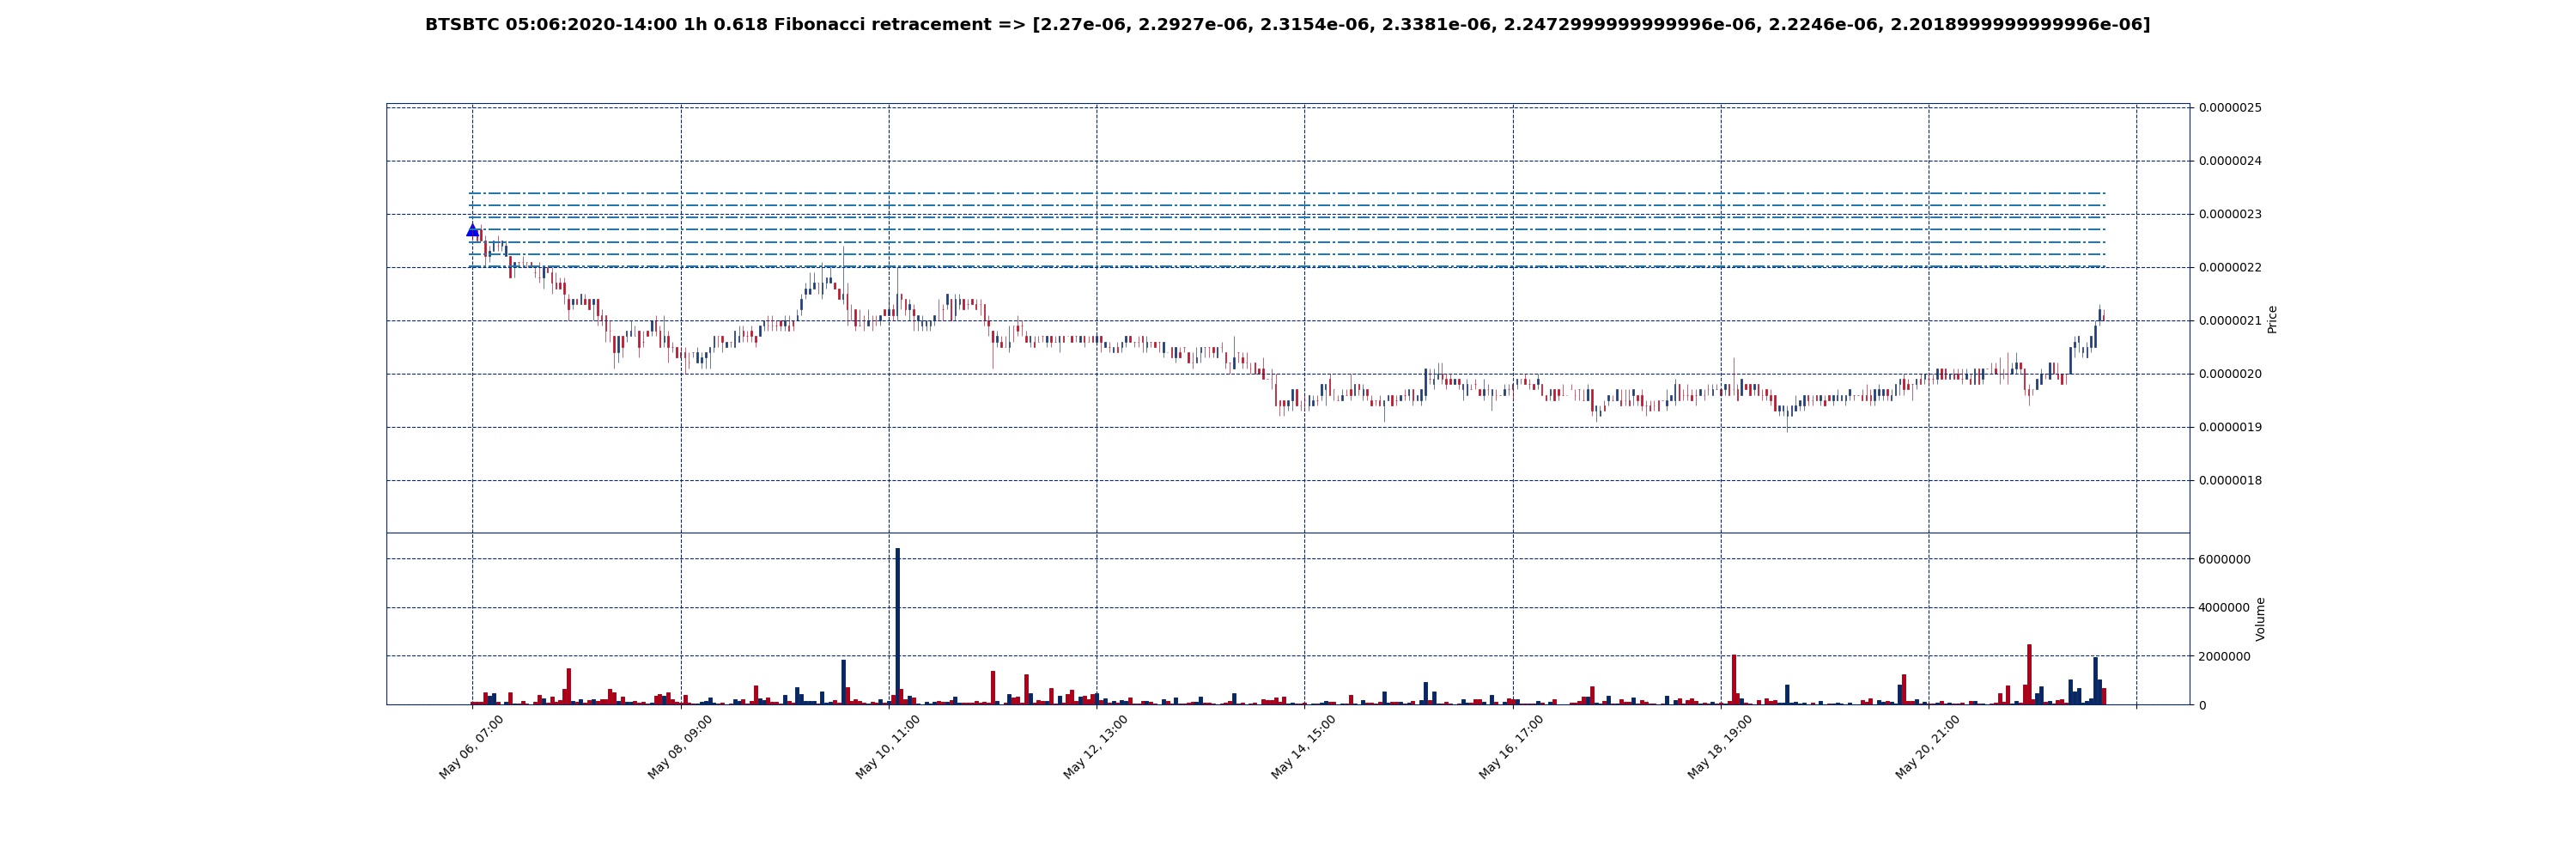 BTSBTC 05:06:2020-14:00 1h 0.618 Fibonacci retracement => [2.27e-06, 2.2927e-06, 2.3154e-06, 2.3381e-06, 2.2472999999999996e-06, 2.2246e-06, 2.2018999999999996e-06]
0.0000025
0.0000024
0.0000023
0.0000022
0.0000021
0.0000020
0.0000019
0.0000018
Price
6000000
4000000
2000000
0
Volume
May 06, 07:00
May 08, 09:00
May 10, 11:00
May 12, 13:00
May 14, 15:00
May 16, 17:00
May 18, 19:00
May 20, 21:00